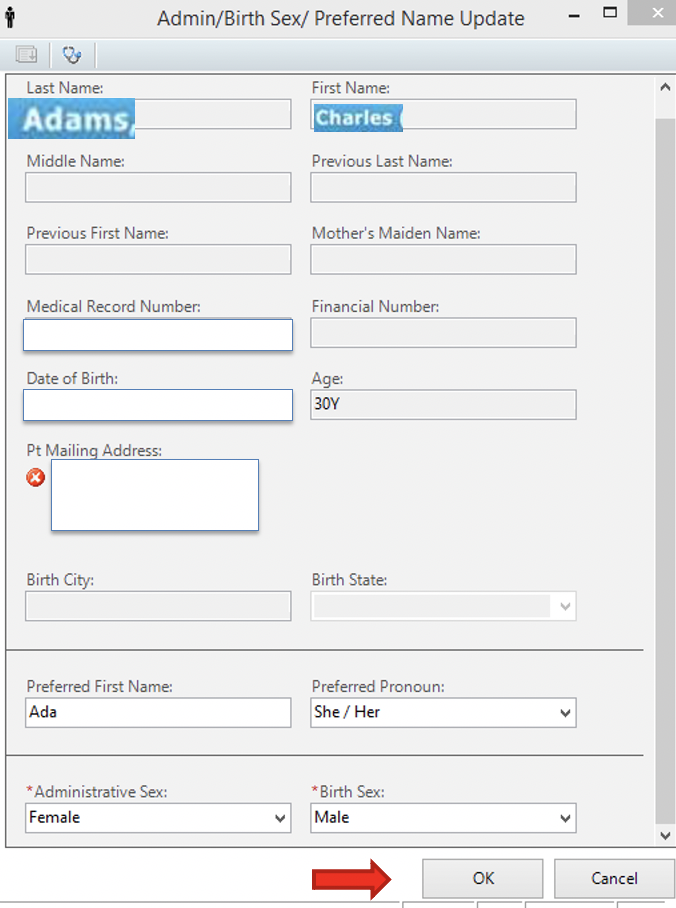 Admin/Birth Sex/ Preferred Name Update
Last Name: First Name:
Adams, Charles (
Middle Name: Previous Last Name:
Previous First Name: Mother's Maiden Name:
Medical Record Number: Financial Number:
Date of Birth: Age:
30Y
Pt Mailing Address:
Birth City: Birth State:
Preferred First Name: Preferred Pronoun:
Ada She / Her
*Administrative Sex: *Birth Sex:
Female Male
OK Cancel